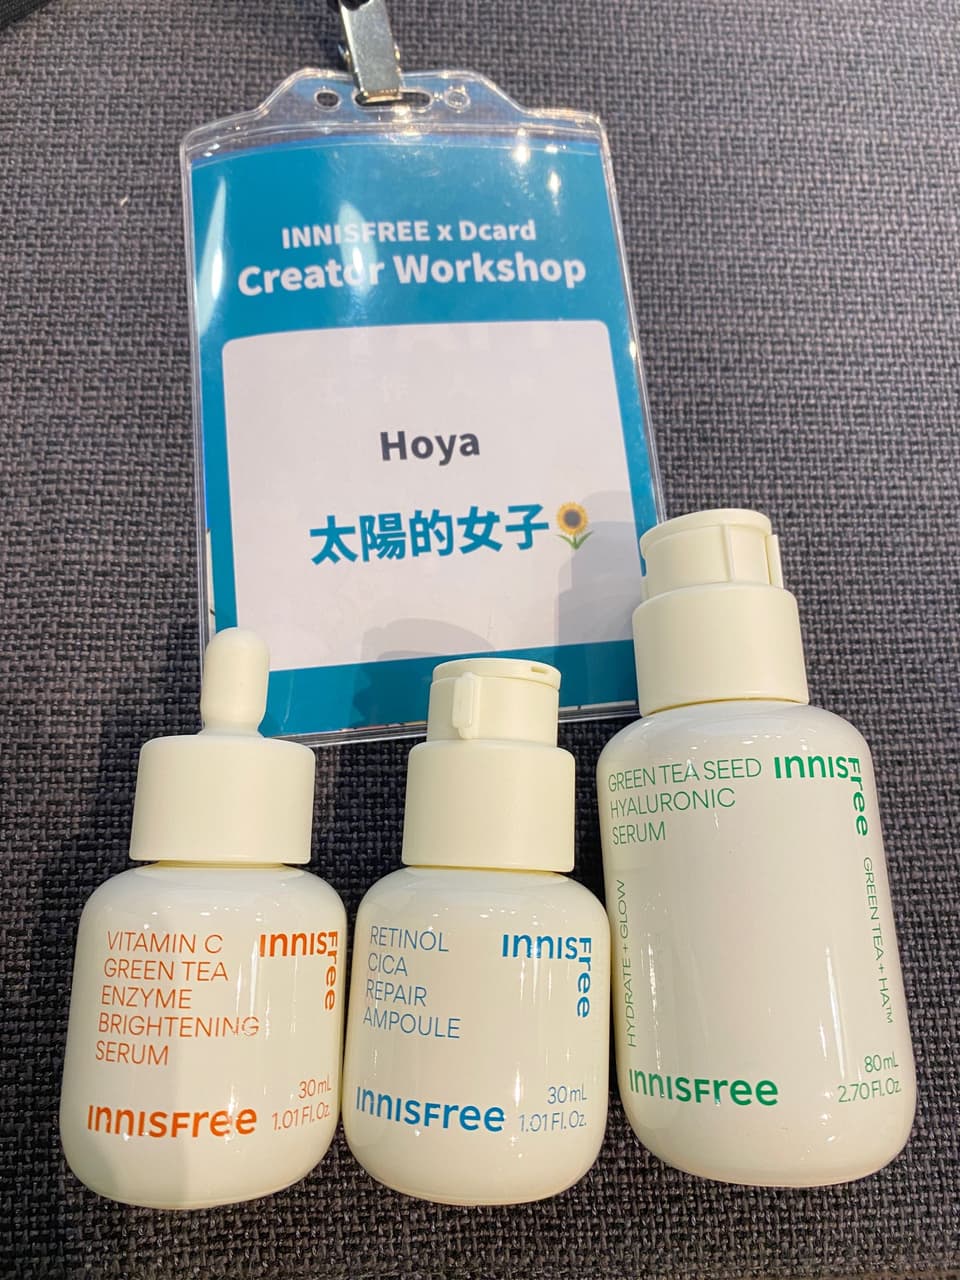 INNISFREE x Dcard
Creator Workshop
Hoya
太陽的女子🌻
VITAMIN C
GREEN TEA
ENZYME
BRIGHTENING
SERUM
INNISFree
30 mL
1.01 Fl. Oz.
INNISFree
RETINOL
CICA
REPAIR
AMPOULE
INNISFree
30 mL
1.01 Fl. Oz.
INNISFree
GREEN TEA SEED
HYALURONIC
SERUM
INNISFree
HYDRATE + GLOW
GREEN TEA + HA™
80 mL
2.70 Fl. Oz.
INNISFree